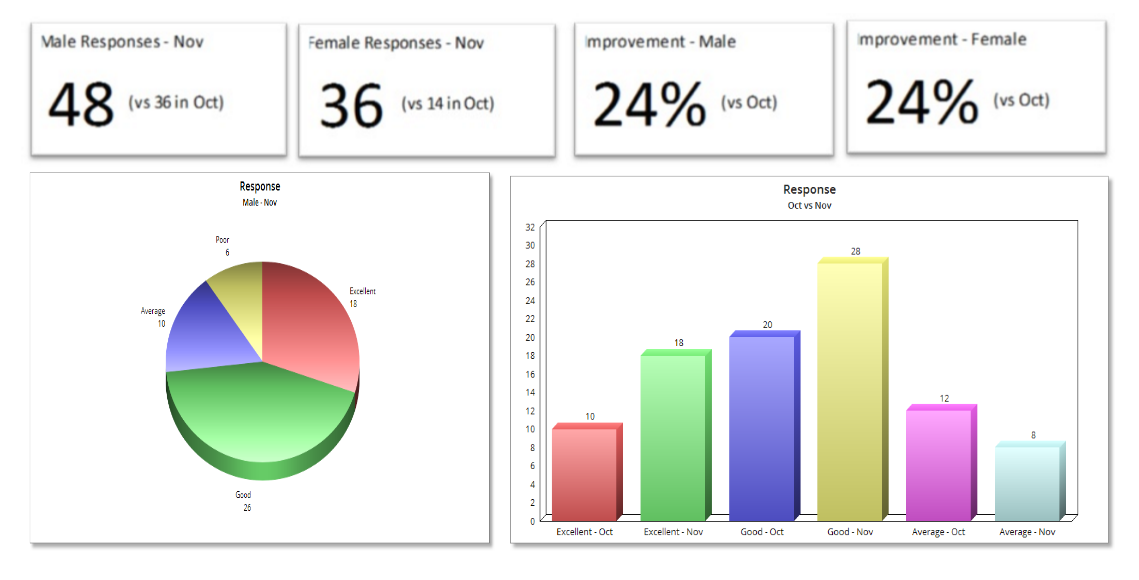 Male Responses - Nov
48 (vs 36 in Oct)
Female Responses - Nov
36 (vs 14 in Oct)
Improvement - Male
24% (vs Oct)
Improvement - Female
24% (vs Oct)
Response
Male - Nov
Poor
6
Excellent
18
Average
10
Good
26
Response
Oct vs Nov
32
30
28
26
24
22
20
18
16
14
12
10
8
6
4
2
0
10
18
20
28
12
8
Excellent - Oct
Excellent - Nov
Good - Oct
Good - Nov
Average - Oct
Average - Nov